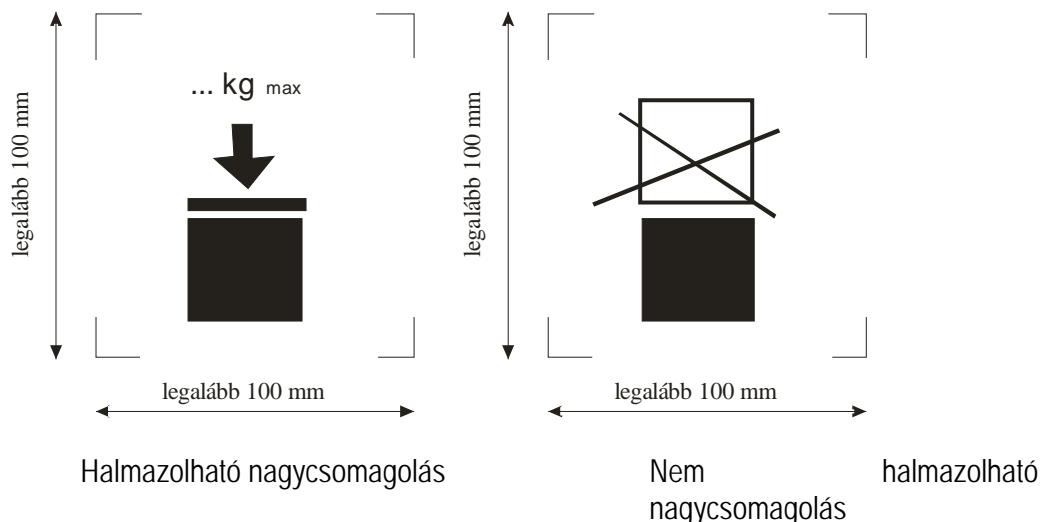 ... kg max
legalább 100 mm
legalább 100 mm
Halmazolható nagycsomagolás
legalább 100 mm
legalább 100 mm
Nem halmazolható
nagycsomagolás